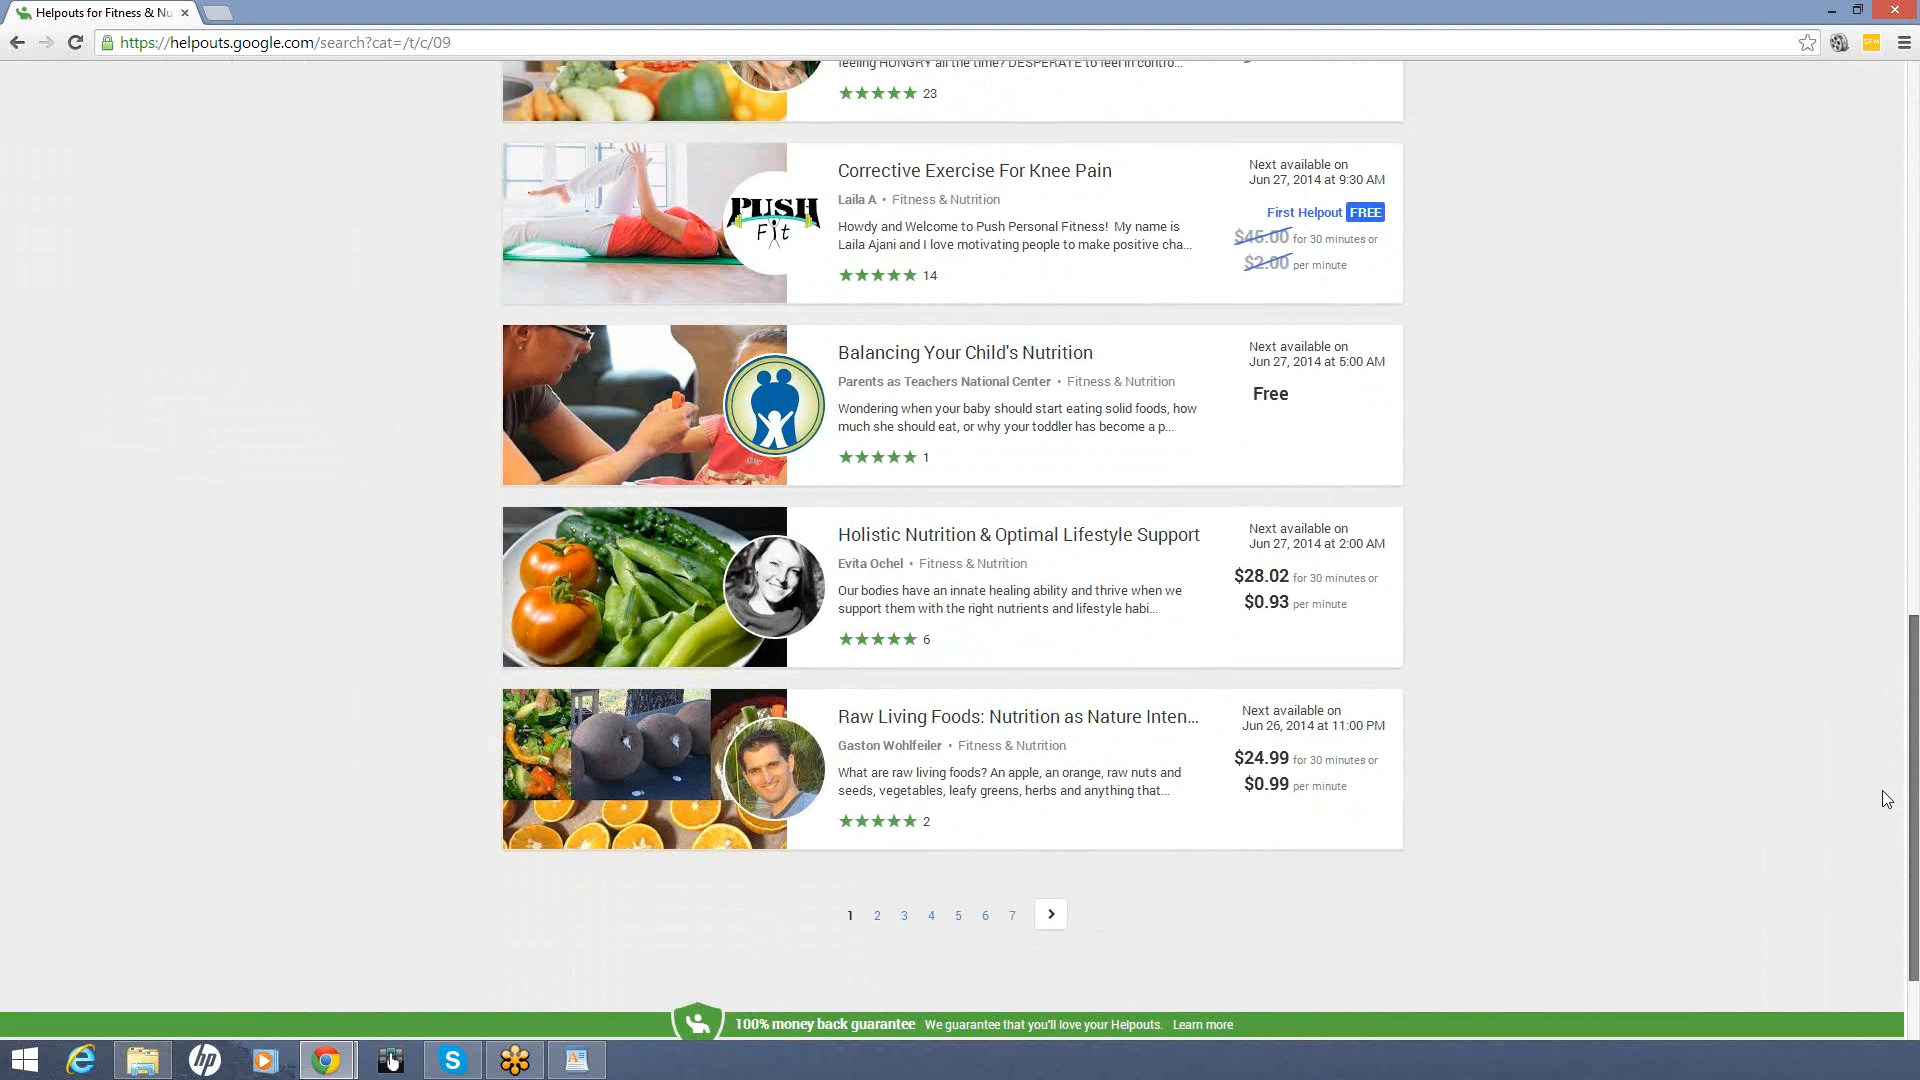 Helpouts for Fitness & Nu
https://helpouts.google.com/search?cat=/t/c/09
feeling HUNGRY all the time? DESPERATE to feel in contro...
23
Corrective Exercise For Knee Pain
Laila A • Fitness & Nutrition
Howdy and Welcome to Push Personal Fitness! My name is
Laila Ajani and I love motivating people to make positive cha...
14
Next available on
Jun 27, 2014 at 9:30 AM
First Helpout FREE
$45.00 for 30 minutes or
$2.00 per minute
PUSH
Fit
Balancing Your Child's Nutrition
Parents as Teachers National Center • Fitness & Nutrition
Wondering when your baby should start eating solid foods, how
much she should eat, or why your toddler has become a p...
1
Next available on
Jun 27, 2014 at 5:00 AM
Free
Holistic Nutrition & Optimal Lifestyle Support
Evita Ochel • Fitness & Nutrition
Our bodies have an innate healing ability and thrive when we
support them with the right nutrients and lifestyle habi...
6
Next available on
Jun 27, 2014 at 2:00 AM
$28.02 for 30 minutes or
$0.93 per minute
Raw Living Foods: Nutrition as Nature Inten...
Gaston Wohlfeiler • Fitness & Nutrition
What are raw living foods? An apple, an orange, raw nuts and
seeds, vegetables, leafy greens, herbs and anything that...
2
Next available on
Jun 26, 2014 at 11:00 PM
$24.99 for 30 minutes or
$0.99 per minute
1 2 3 4 5 6 7
100% money back guarantee We guarantee that you'll love your Helpouts. Learn more